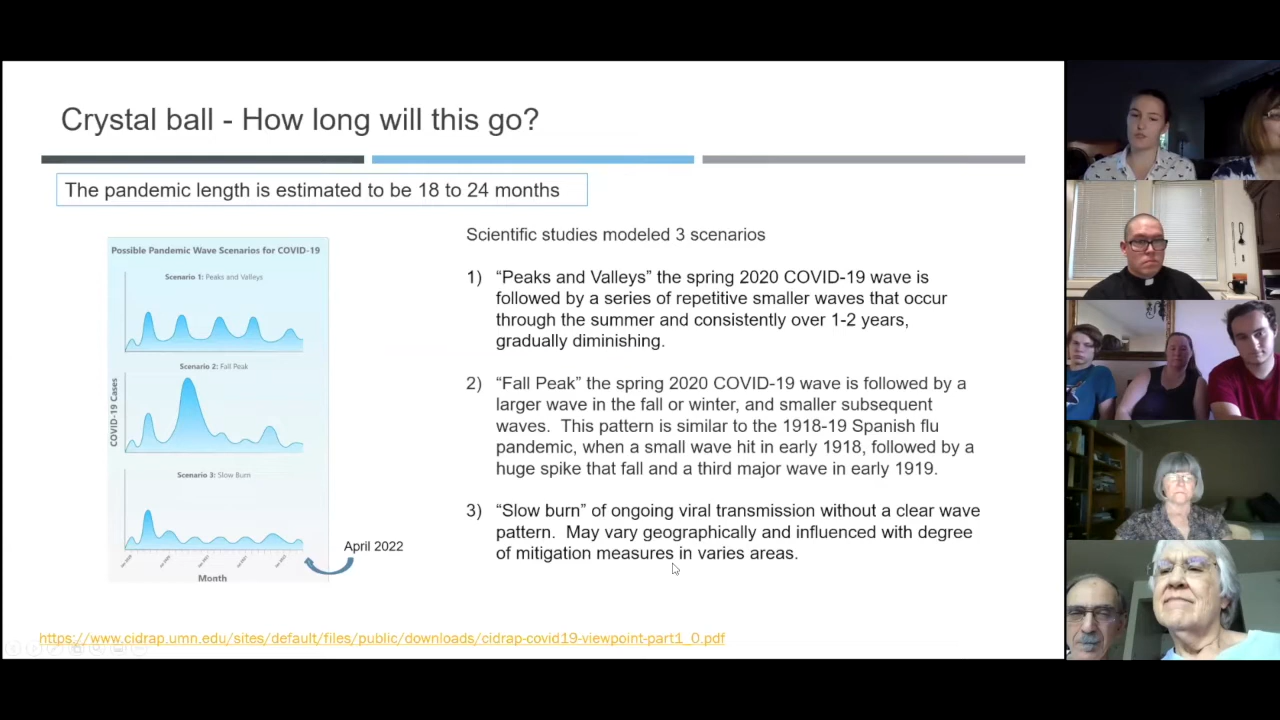 Crystal ball - How long will this go?
The pandemic length is estimated to be 18 to 24 months
Possible Pandemic Wave Scenarios for COVID-19
Scenario 1: Peaks and Valleys
Scenario 2: Fall Peak
Scenario 3: Slow Burn
COVID-19 Cases
Month
April 2022
Scientific studies modeled 3 scenarios
1) “Peaks and Valleys” the spring 2020 COVID-19 wave is
followed by a series of repetitive smaller waves that occur
through the summer and consistently over 1-2 years,
gradually diminishing.
2) “Fall Peak” the spring 2020 COVID-19 wave is followed by a
larger wave in the fall or winter, and smaller subsequent
waves. This pattern is similar to the 1918-19 Spanish flu
pandemic, when a small wave hit in early 1918, followed by a
huge spike that fall and a third major wave in early 1919.
3) “Slow burn” of ongoing viral transmission without a clear wave
pattern. May vary geographically and influenced with degree
of mitigation measures in varies areas.
https://www.cidrap.umn.edu/sites/default/files/public/downloads/cidrap-covid19-viewpoint-part1_0.pdf